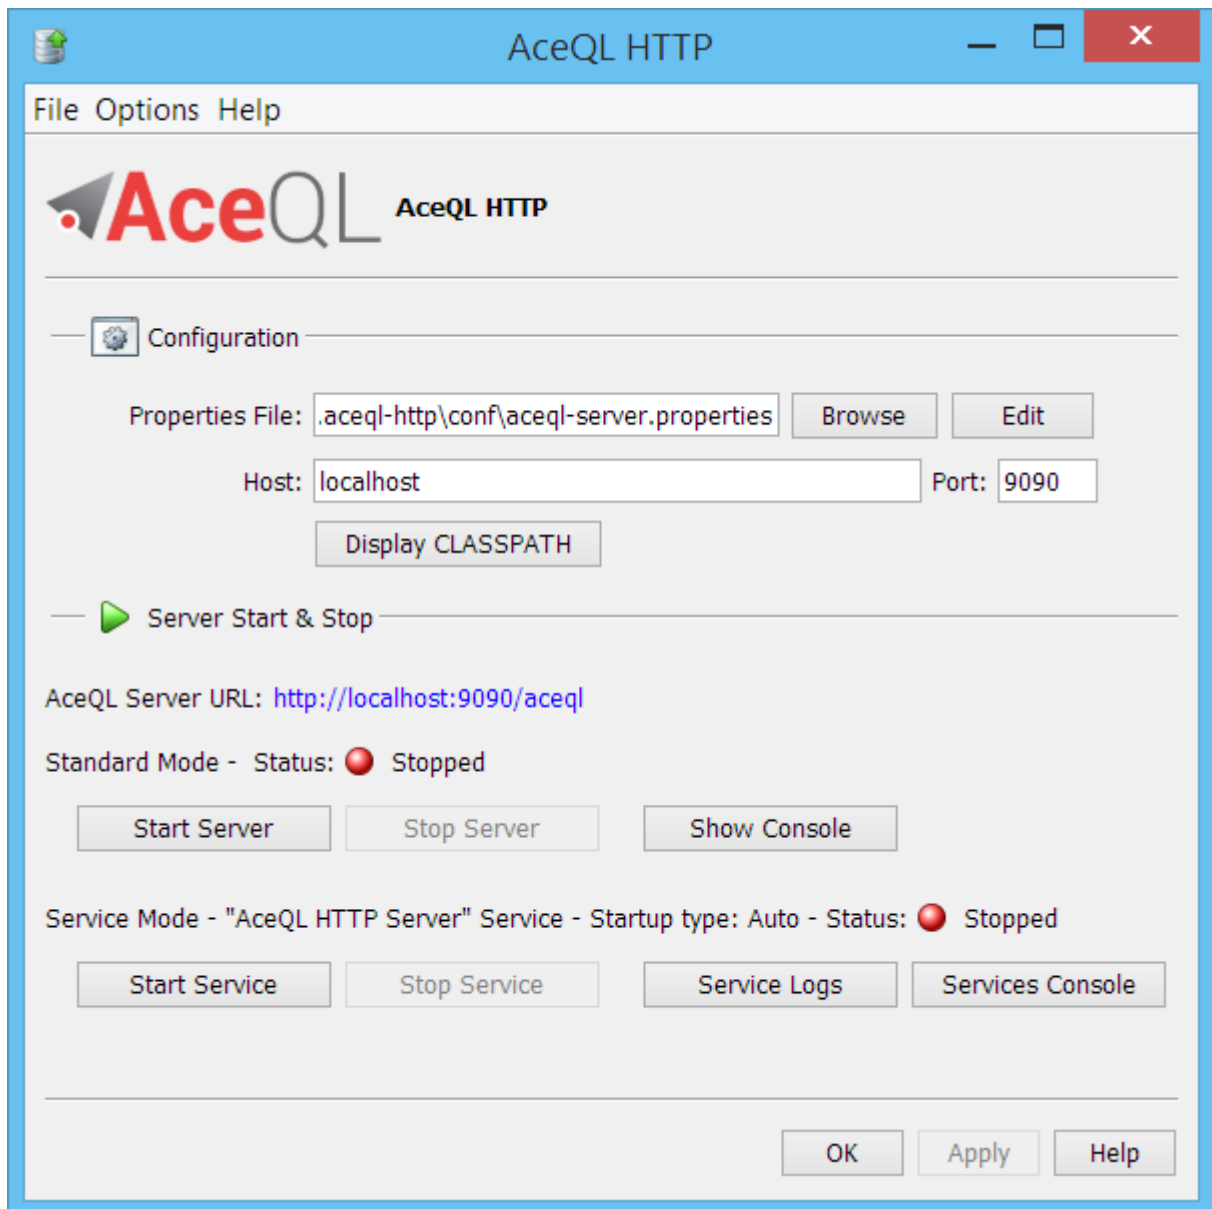 AceQL HTTP
File Options Help
AceQL AceQL HTTP
Configuration
Properties File: .aceql-http\conf\aceql-server.properties Browse Edit
Host: localhost Port: 9090
Display CLASSPATH
Server Start & Stop
AceQL Server URL: http://localhost:9090/aceql
Standard Mode - Status: Stopped
Start Server Stop Server Show Console
Service Mode - "AceQL HTTP Server" Service - Startup type: Auto - Status: Stopped
Start Service Stop Service Service Logs Services Console
OK Apply Help